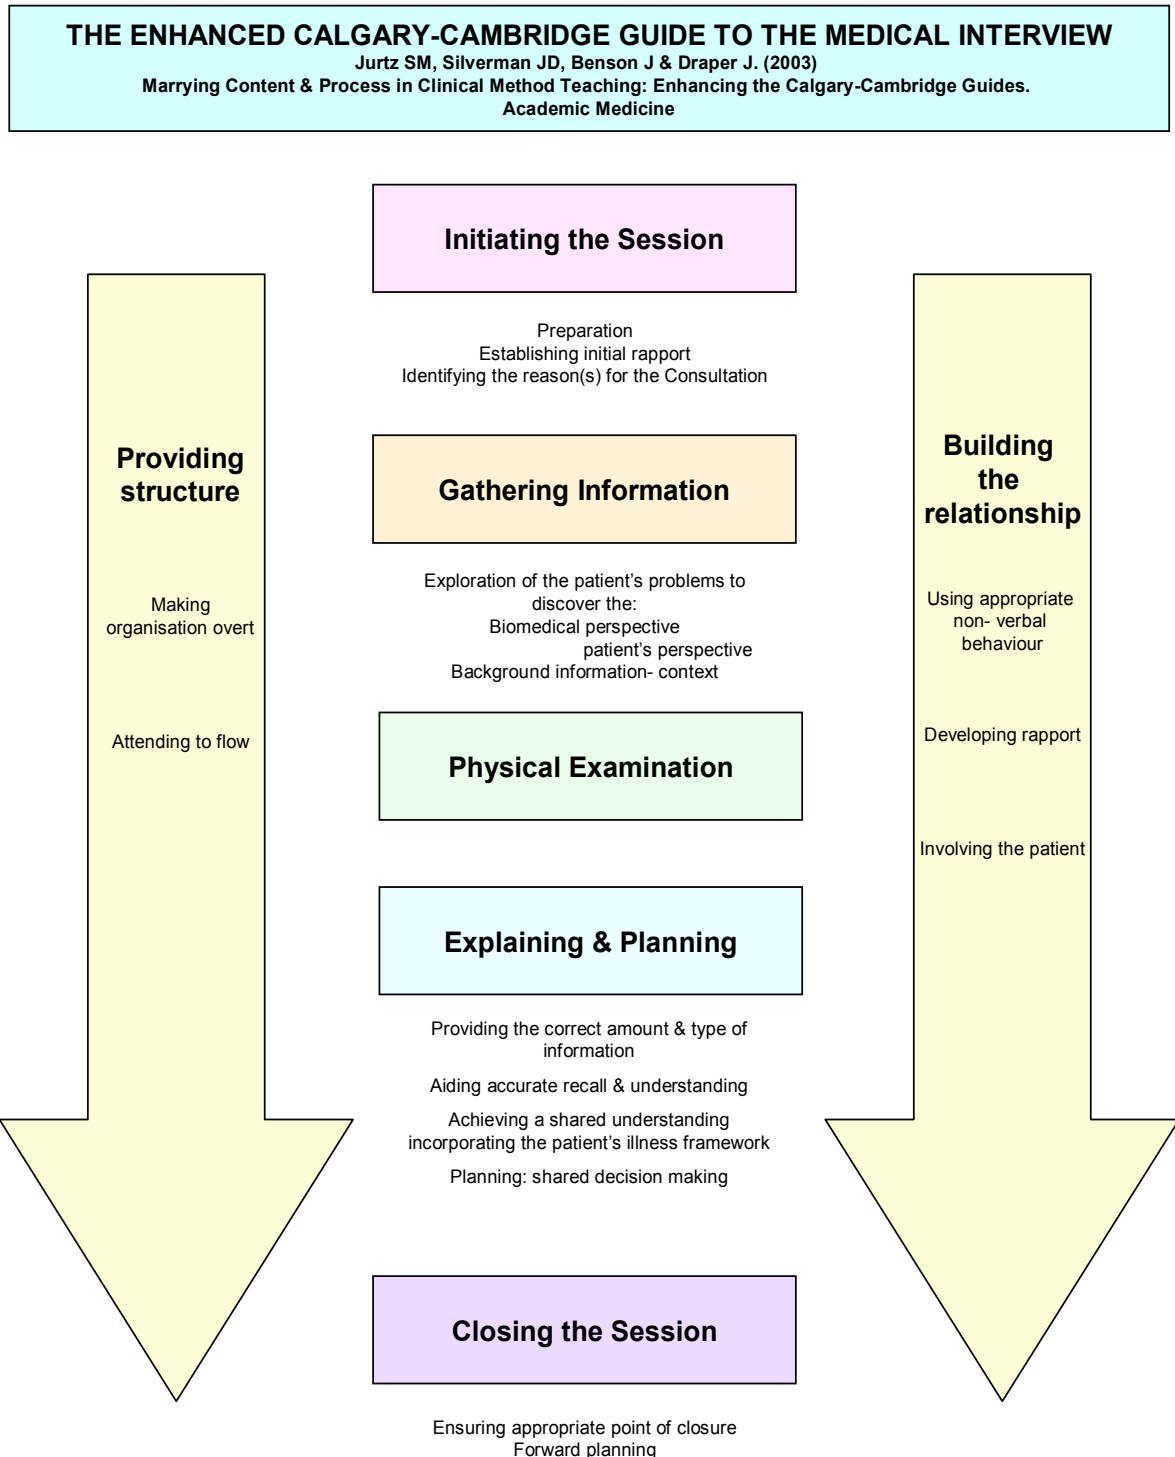 THE ENHANCED CALGARY-CAMBRIDGE GUIDE TO THE MEDICAL INTERVIEW
Jurtz SM, Silverman JD, Benson J & Draper J. (2003)
Marrying Content & Process in Clinical Method Teaching: Enhancing the Calgary-Cambridge Guides.
Academic Medicine
Initiating the Session
Preparation
Establishing initial rapport
Identifying the reason(s) for the Consultation
Providing
structure
Making
organisation overt
Attending to flow
Gathering Information
Exploration of the patient’s problems to
discover the:
Biomedical perspective
patient’s perspective
Background information- context
Physical Examination
Explaining & Planning
Providing the correct amount & type of
information
Aiding accurate recall & understanding
Achieving a shared understanding
incorporating the patient’s illness framework
Planning: shared decision making
Closing the Session
Ensuring appropriate point of closure
Forward planning
Building
the
relationship
Using appropriate
non- verbal
behaviour
Developing rapport
Involving the patient